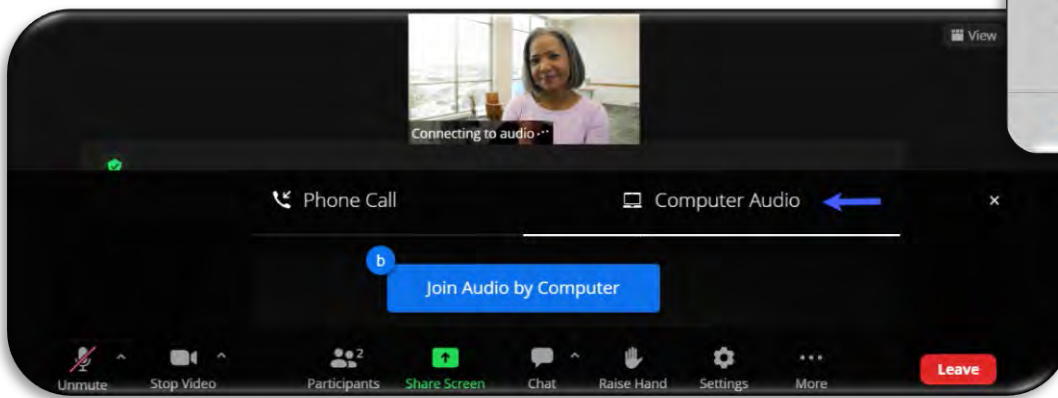 View
Connecting to audio ···
Phone Call
Computer Audio
×
b
Join Audio by Computer
2
Unmute
Stop Video
Participants
Share Screen
Chat
Raise Hand
Settings
More
Leave